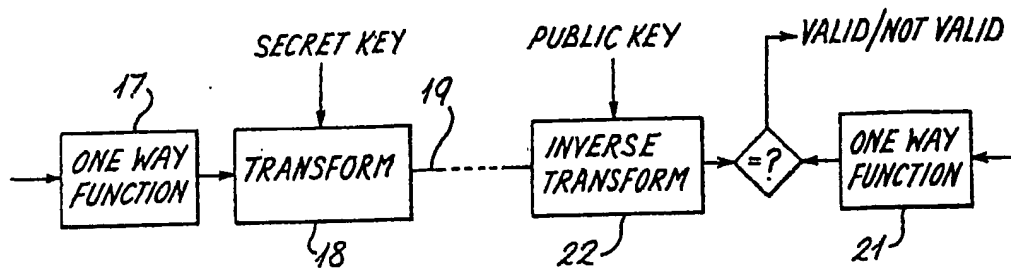 SECRET KEY
PUBLIC KEY
VALID/NOT VALID
17
19
ONE WAY
FUNCTION
TRANSFORM
INVERSE
TRANSFORM
=?
ONE WAY
FUNCTION
18
22
21